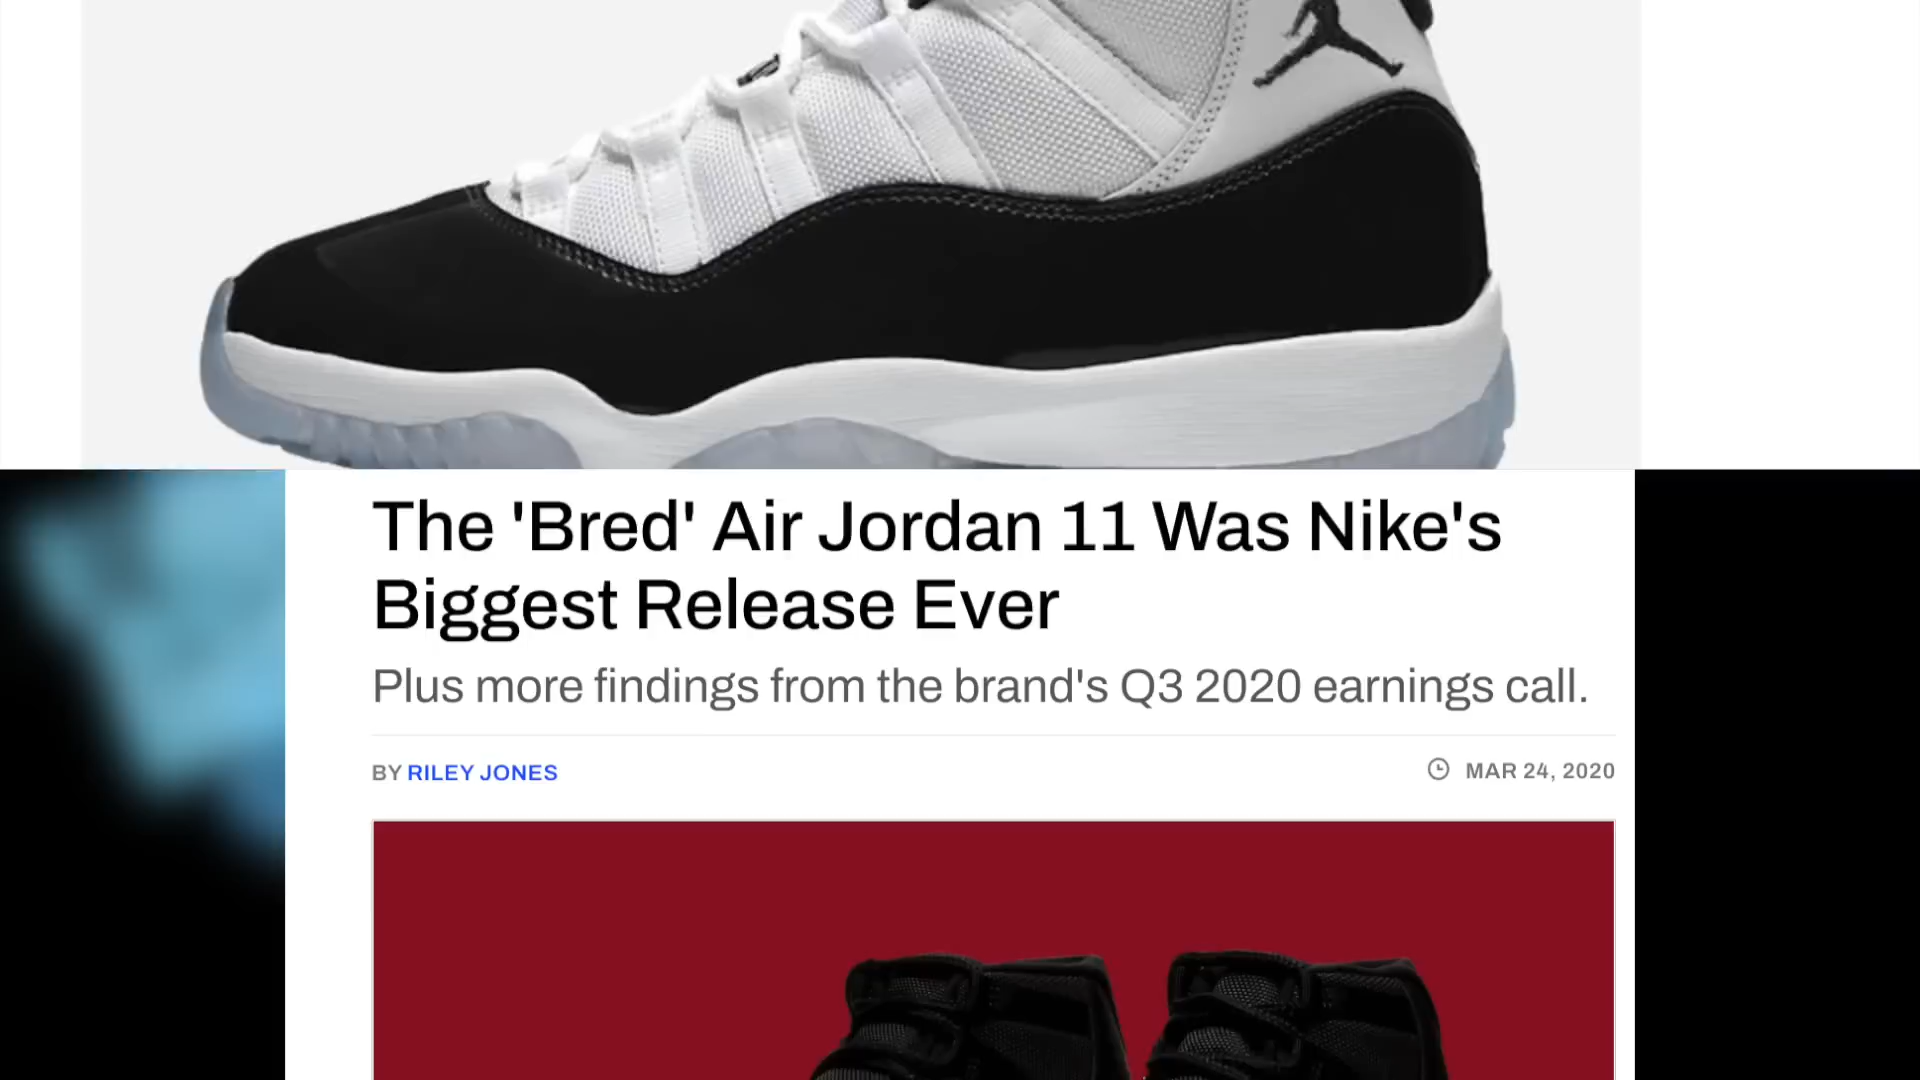 The 'Bred' Air Jordan 11 Was Nike's
Biggest Release Ever
Plus more findings from the brand's Q3 2020 earnings call.
BY RILEY JONES
MAR 24, 2020